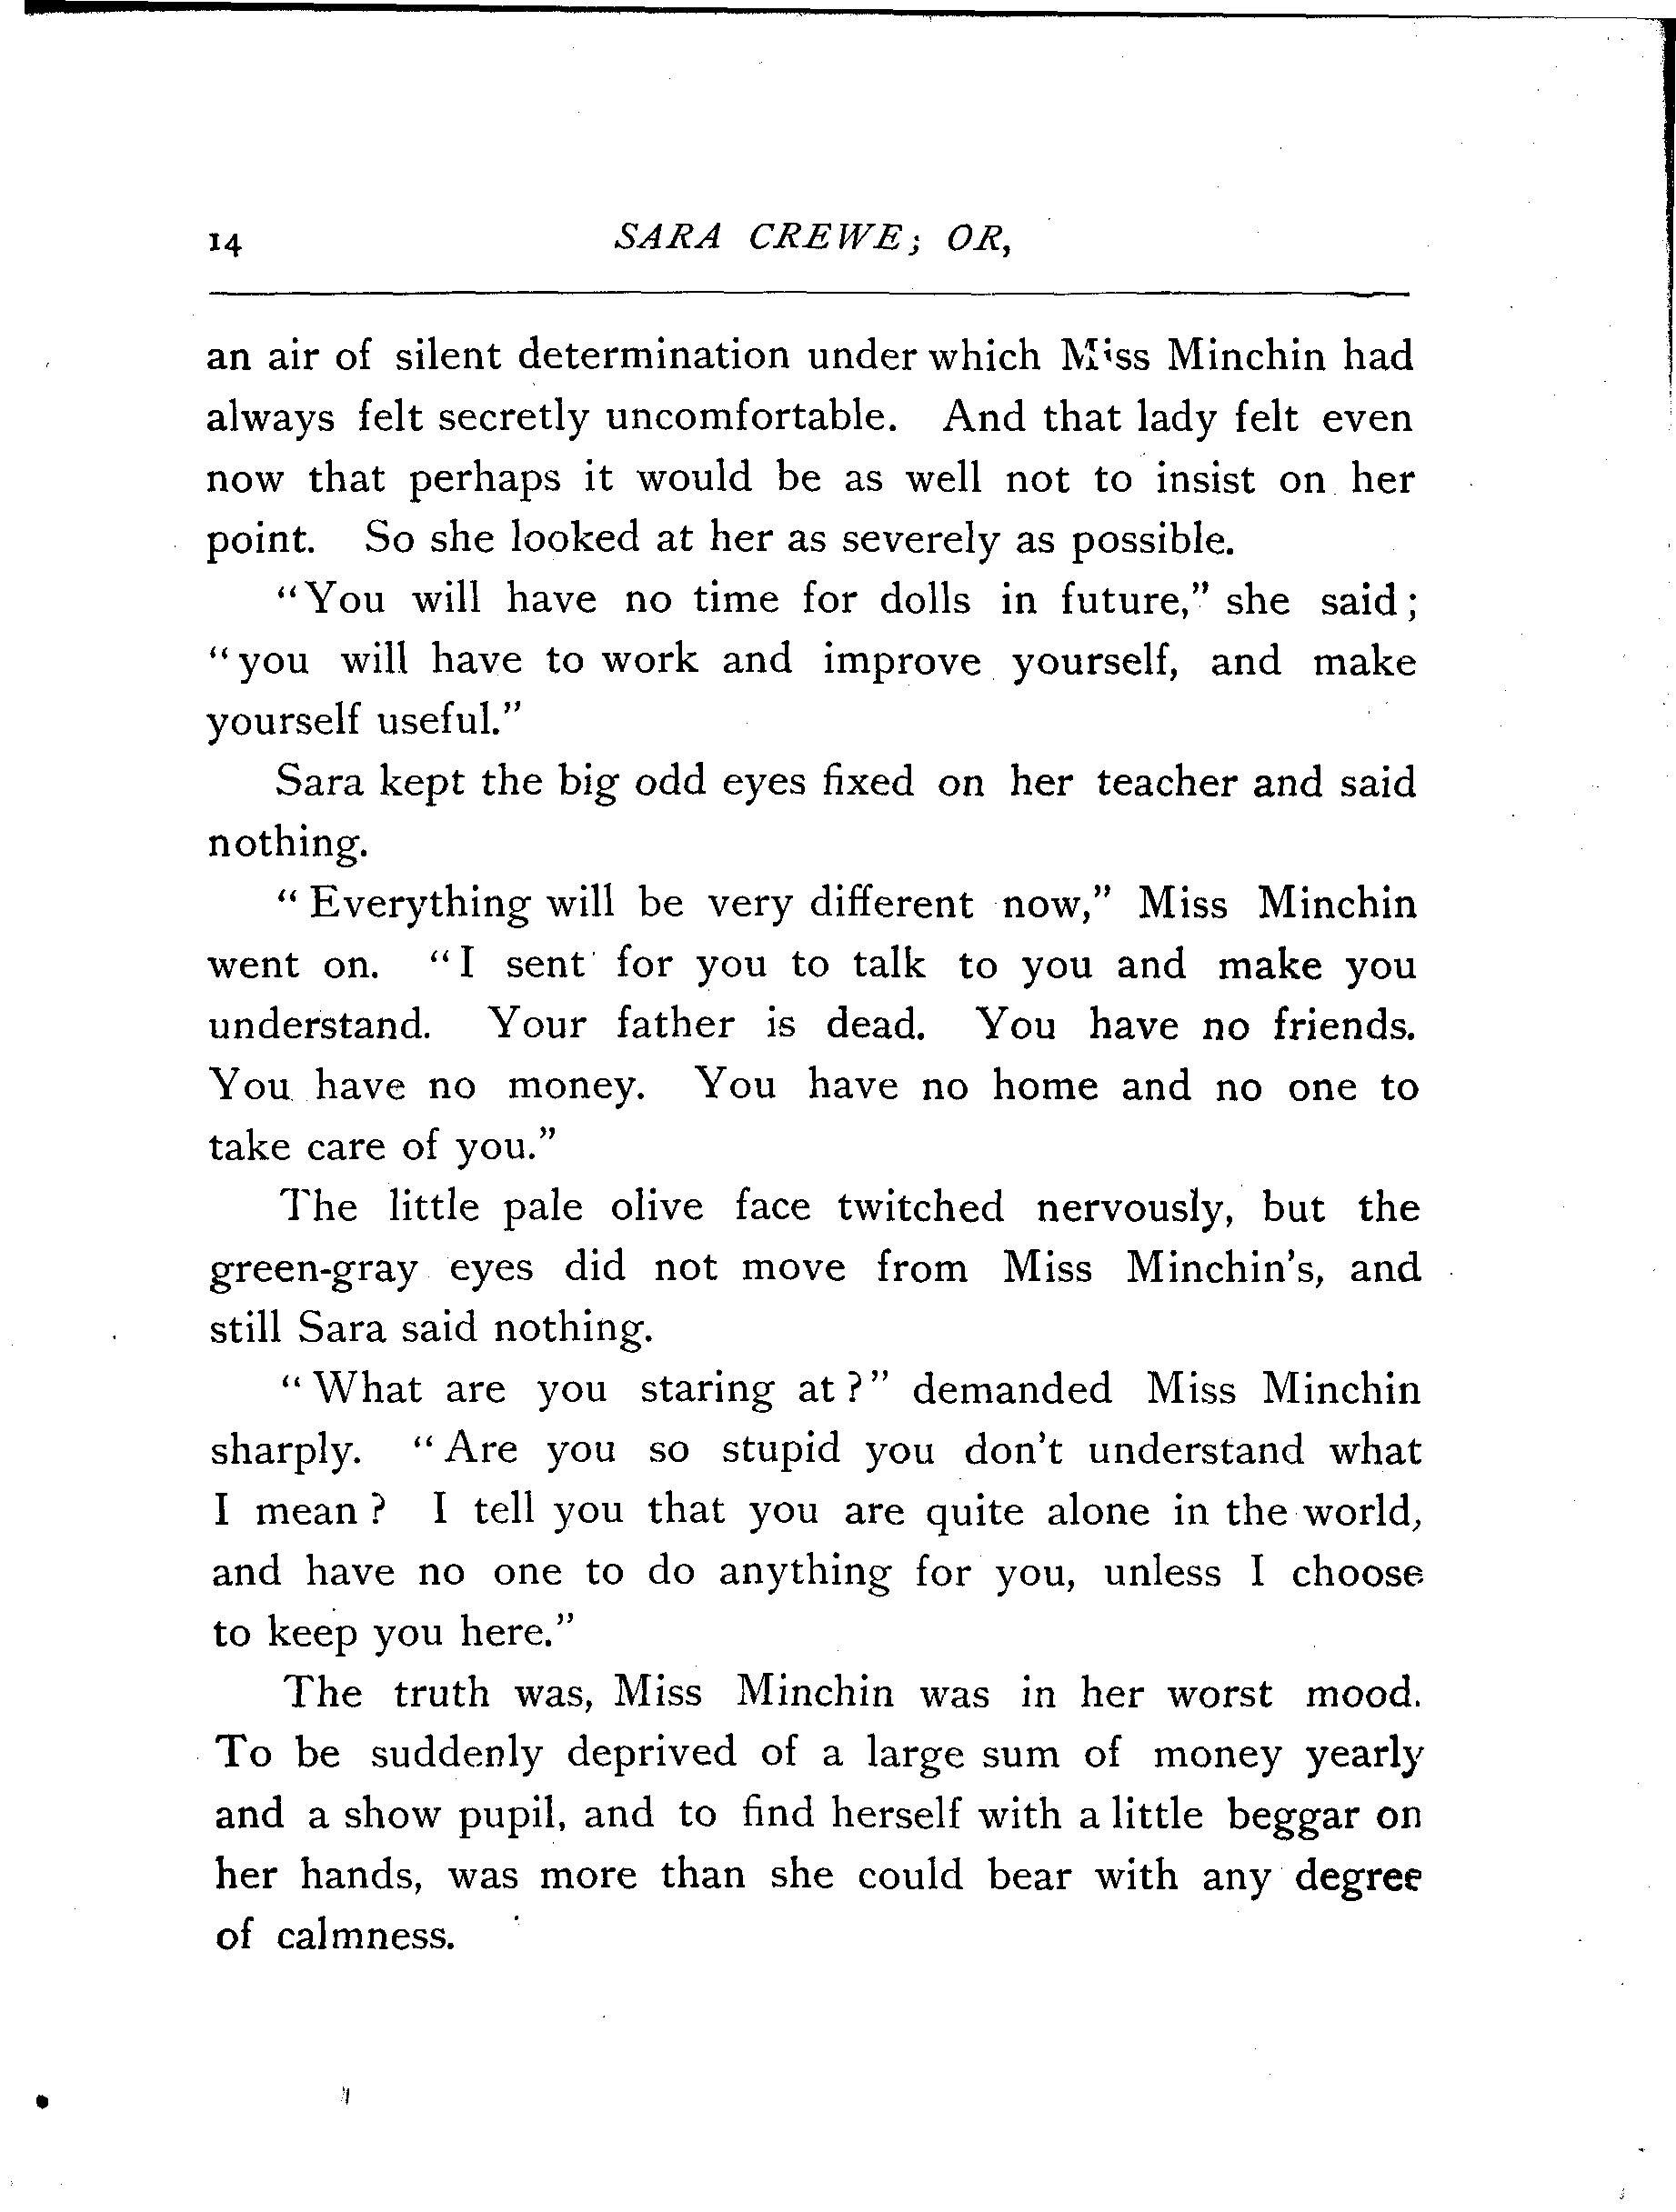 14 SARA CREWE; OR,
an air of silent determination under which Miss Minchin had
always felt secretly uncomfortable. And that lady felt even
now that perhaps it would be as well not to insist on her
point. So she looked at her as severely as possible.
"You will have no time for dolls in future," she said;
"you will have to work and improve yourself, and make
yourself useful."
Sara kept the big odd eyes fixed on her teacher and said
nothing.
"Everything will be very different now," Miss Minchin
went on. "I sent for you to talk to you and make you
understand. Your father is dead. You have no friends.
You have no money. You have no home and no one to
take care of you."
The little pale olive face twitched nervously, but the
green-gray eyes did not move from Miss Minchin's, and
still Sara said nothing.
"What are you staring at?" demanded Miss Minchin
sharply. "Are you so stupid you don't understand what
I mean? I tell you that you are quite alone in the world,
and have no one to do anything for you, unless I choose
to keep you here."
The truth was, Miss Minchin was in her worst mood.
To be suddenly deprived of a large sum of money yearly
and a show pupil, and to find herself with a little beggar on
her hands, was more than she could bear with any degree
of calmness.